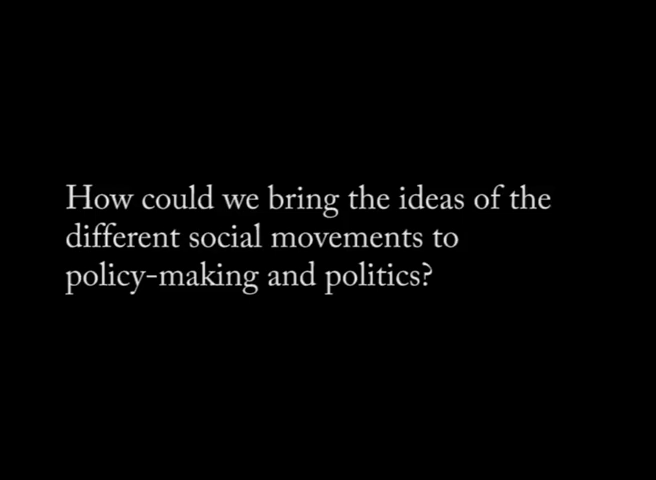 How could we bring the ideas of the
different social movements to
policy-making and politics?